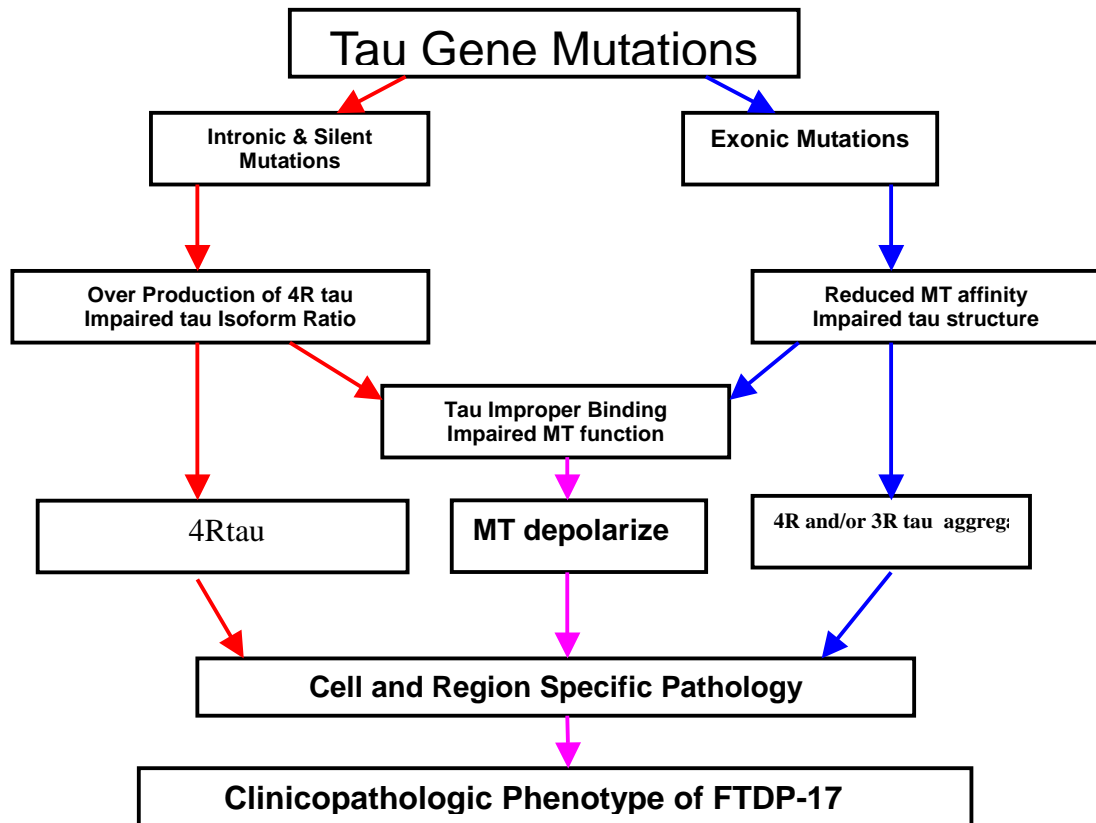 Tau Gene Mutations
Intronic & Silent
Mutations
Exonic Mutations
Over Production of 4R tau
Impaired tau Isoform Ratio
Reduced MT affinity
Impaired tau structure
Tau Improper Binding
Impaired MT function
4Rtau
MT depolarize
4R and/or 3R tau aggrega
Cell and Region Specific Pathology
Clinicopathologic Phenotype of FTDP-17